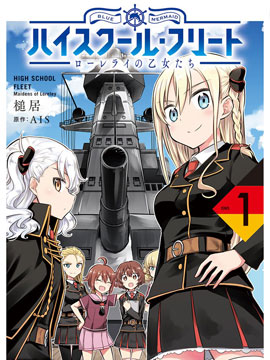 BLUE MERMAID
ハイスクール・フリート
ローレライの乙女たち
HIGH SCHOOL
FLEET
Maidens of Loreley
槌居
原作：AIS
1